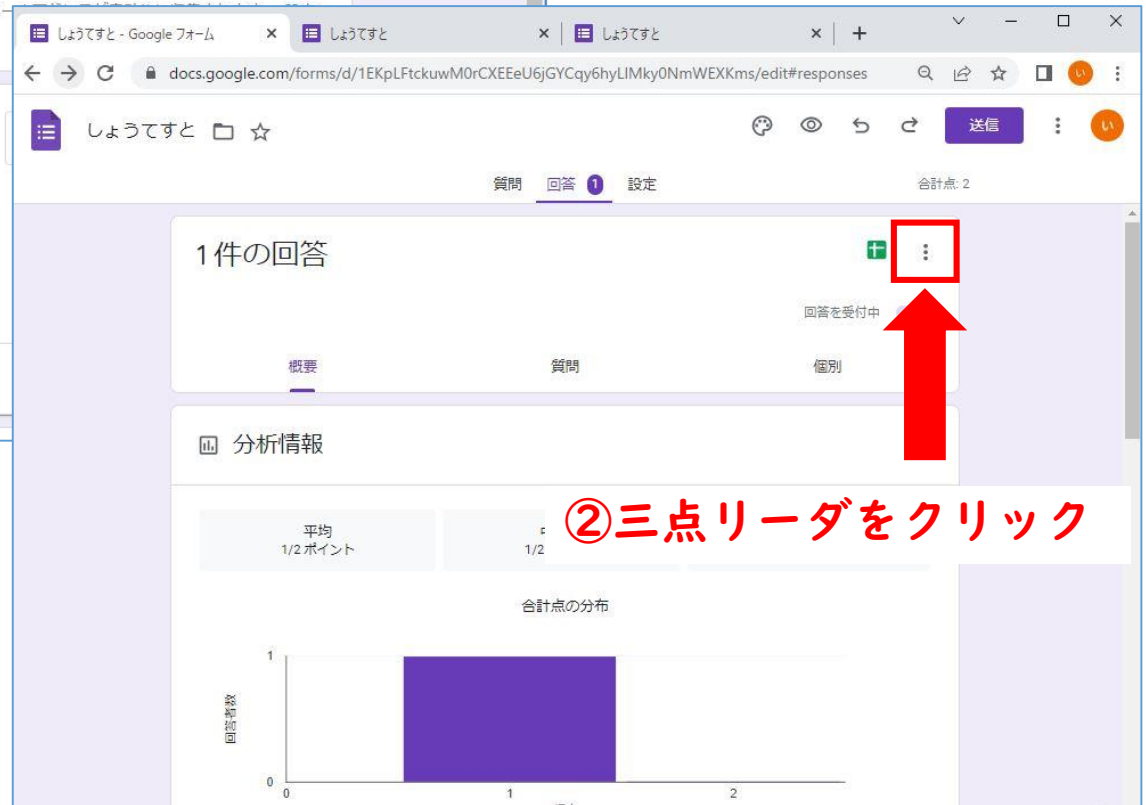 しょうてすと - Google フォーム
しょうてすと
しょうてすと
docs.google.com/forms/d/1EKpLFtckuwM0rCXEEeU6jGYCqy6hyLIMky0NmWEXKms/edit#responses
い
しょうてすと
送信
い
質問 回答 1 設定
合計点: 2
1 件の回答
回答を受付中
概要 質問 個別
分析情報
②三点リーダをクリック
平均
1/2 ポイント
1/2
合計点の分布
回答者数
1
0
0 1 2